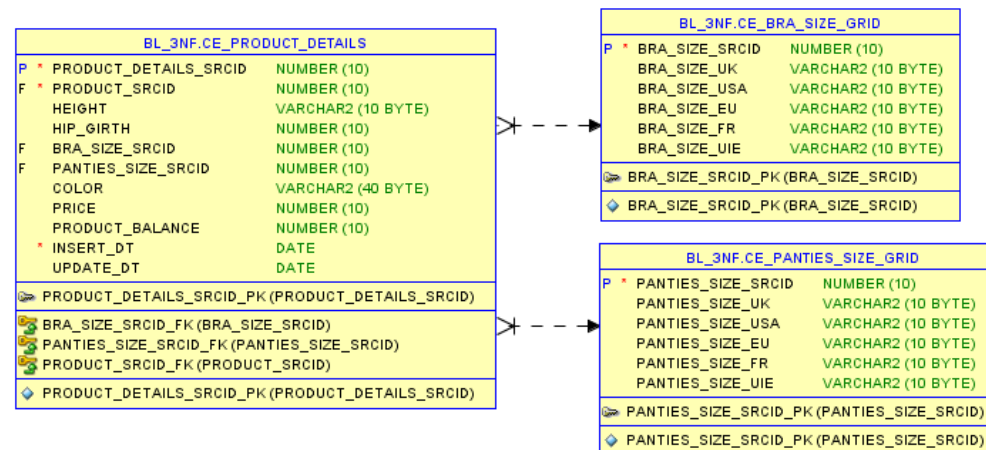 BL_3NF.CE_PRODUCT_DETAILS
P * PRODUCT_DETAILS_SRCID NUMBER (10)
F * PRODUCT_SRCID NUMBER (10)
HEIGHT VARCHAR2 (10 BYTE)
HIP_GIRTH NUMBER (10)
F BRA_SIZE_SRCID NUMBER (10)
F PANTIES_SIZE_SRCID NUMBER (10)
COLOR VARCHAR2 (40 BYTE)
PRICE NUMBER (10)
PRODUCT_BALANCE NUMBER (10)
* INSERT_DT DATE
UPDATE_DT DATE
PRODUCT_DETAILS_SRCID_PK (PRODUCT_DETAILS_SRCID)
BRA_SIZE_SRCID_FK (BRA_SIZE_SRCID)
PANTIES_SIZE_SRCID_FK (PANTIES_SIZE_SRCID)
PRODUCT_SRCID_FK (PRODUCT_SRCID)
PRODUCT_DETAILS_SRCID_PK (PRODUCT_DETAILS_SRCID)
BL_3NF.CE_BRA_SIZE_GRID
P * BRA_SIZE_SRCID NUMBER (10)
BRA_SIZE_UK VARCHAR2 (10 BYTE)
BRA_SIZE_USA VARCHAR2 (10 BYTE)
BRA_SIZE_EU VARCHAR2 (10 BYTE)
BRA_SIZE_FR VARCHAR2 (10 BYTE)
BRA_SIZE_UIE VARCHAR2 (10 BYTE)
BRA_SIZE_SRCID_PK (BRA_SIZE_SRCID)
BRA_SIZE_SRCID_PK (BRA_SIZE_SRCID)
BL_3NF.CE_PANTIES_SIZE_GRID
P * PANTIES_SIZE_SRCID NUMBER (10)
PANTIES_SIZE_UK VARCHAR2 (10 BYTE)
PANTIES_SIZE_USA VARCHAR2 (10 BYTE)
PANTIES_SIZE_EU VARCHAR2 (10 BYTE)
PANTIES_SIZE_FR VARCHAR2 (10 BYTE)
PANTIES_SIZE_UIE VARCHAR2 (10 BYTE)
PANTIES_SIZE_SRCID_PK (PANTIES_SIZE_SRCID)
PANTIES_SIZE_SRCID_PK (PANTIES_SIZE_SRCID)